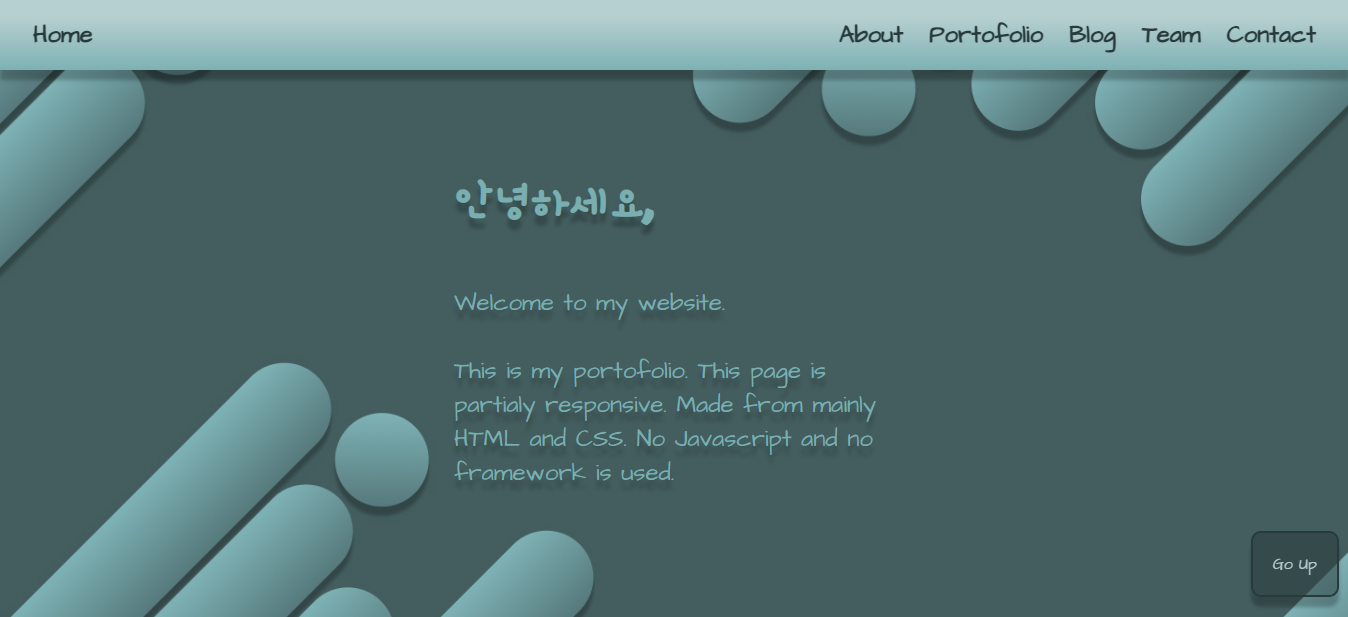 Home About Portofolio Blog Team Contact
안녕하세요,
Welcome to my website.
This is my portofolio. This page is
partialy responsive. Made from mainly
HTML and CSS. No Javascript and no
framework is used.
Go Up